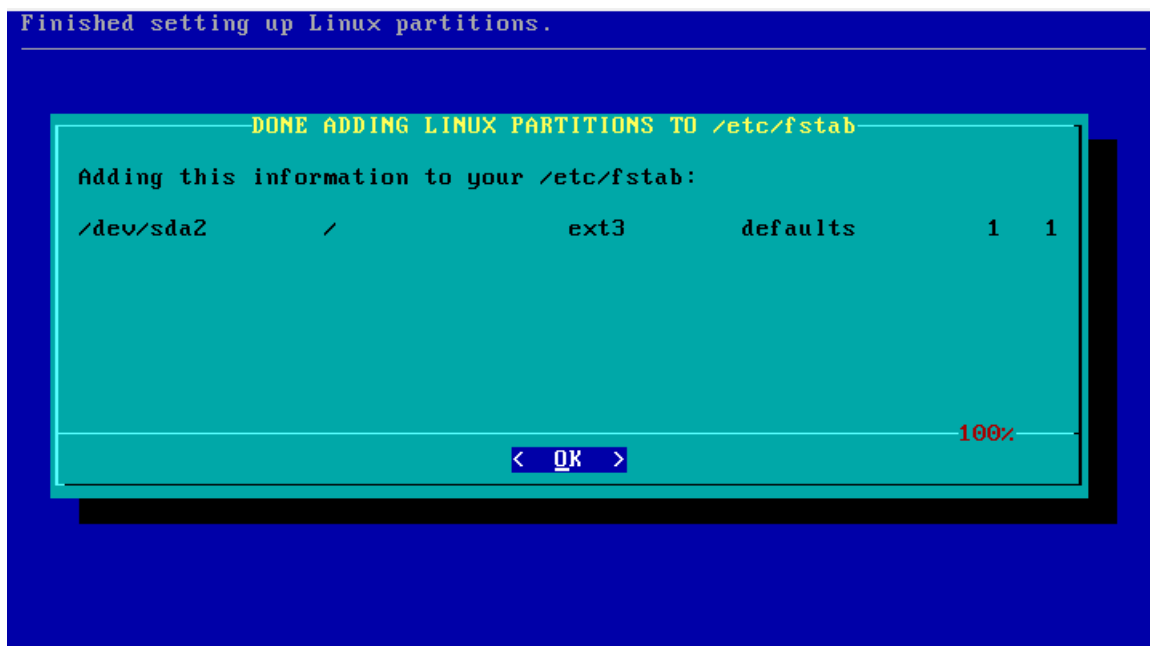 Finished setting up Linux partitions.
DONE ADDING LINUX PARTITIONS TO /etc/fstab
Adding this information to your /etc/fstab:
/dev/sda2 / ext3 defaults 1 1
100%
< OK >